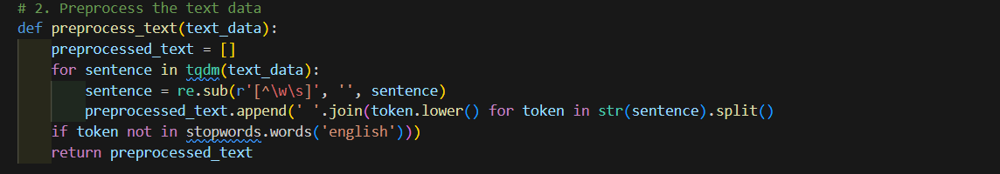 # 2. Preprocess the text data
def preprocess_text(text_data):
    preprocessed_text = []
    for sentence in tqdm(text_data):
        sentence = re.sub(r'[^\w\s]', '', sentence)
        preprocessed_text.append(' '.join(token.lower() for token in str(sentence).split()
    if token not in stopwords.words('english')))
    return preprocessed_text